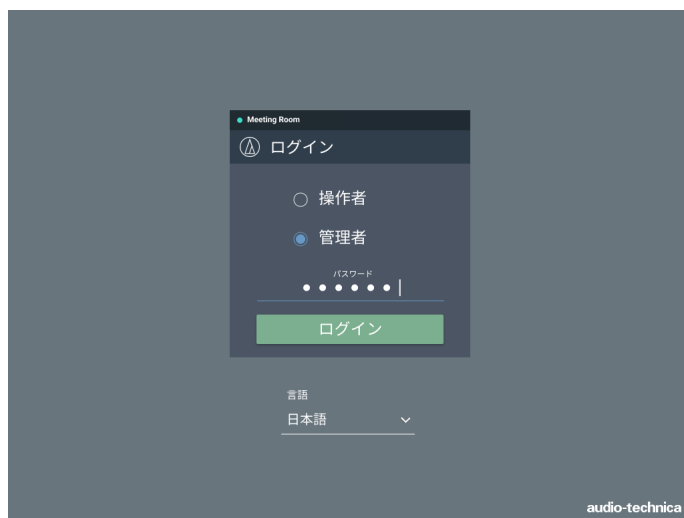 Meeting Room
ログイン
操作者
管理者
パスワード
ログイン
言語
日本語
audio-technica